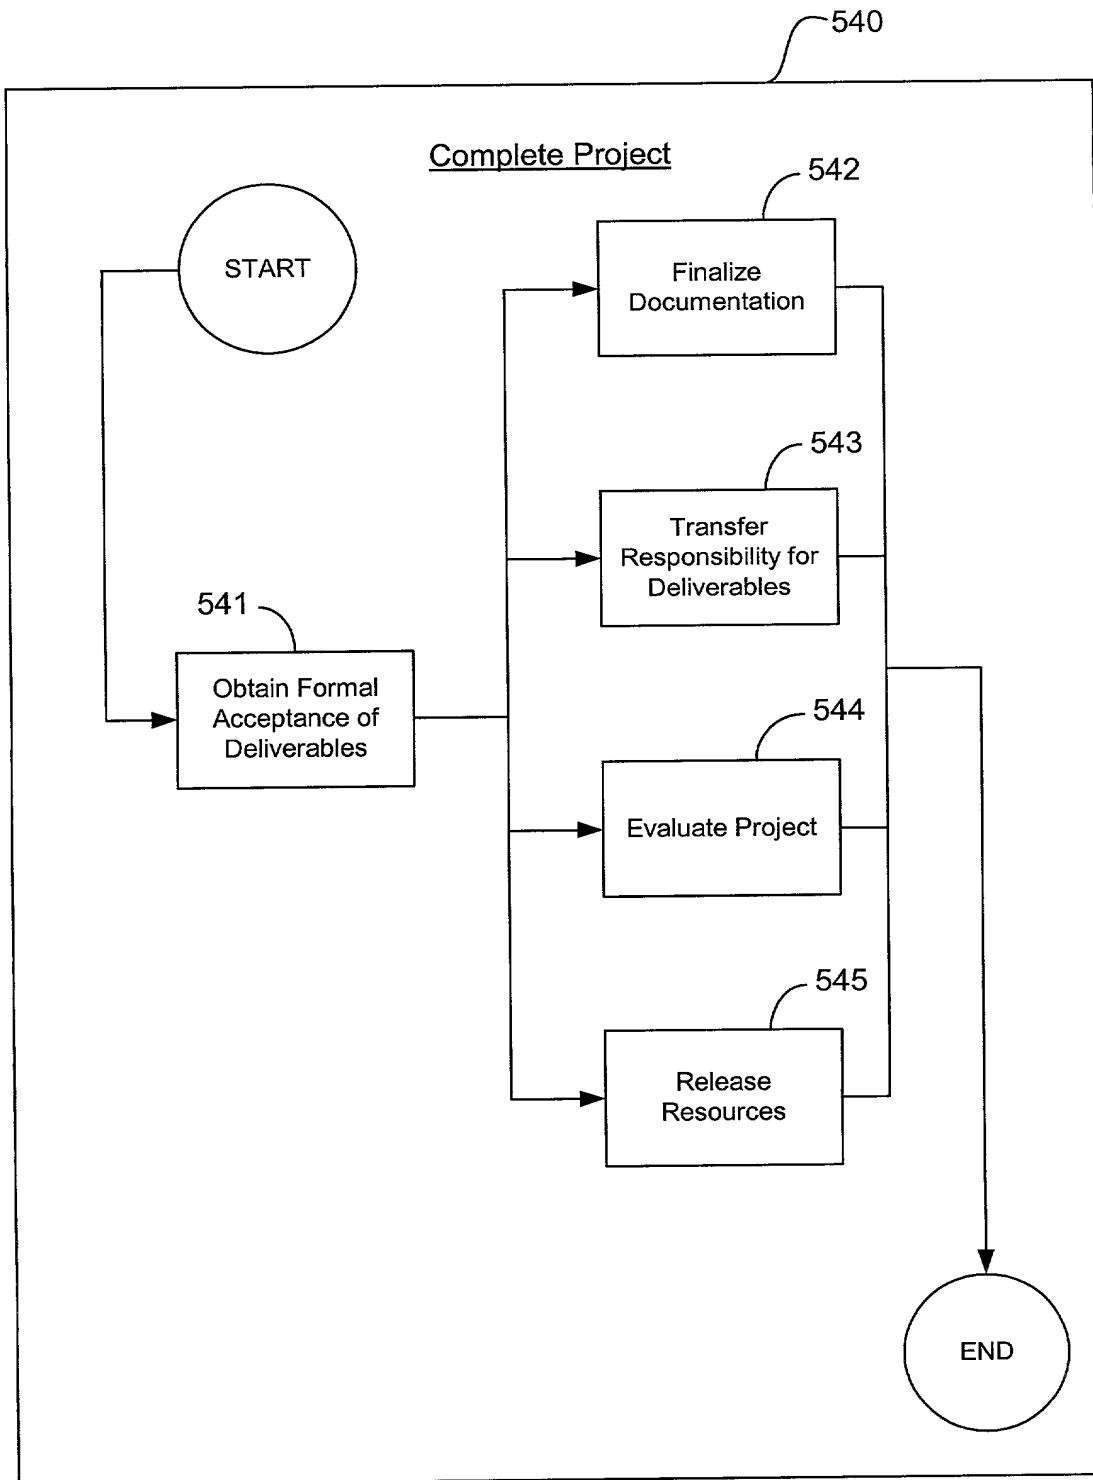 540
Complete Project
542
START
Finalize
Documentation
543
Transfer
Responsibility for
Deliverables
541
Obtain Formal
Acceptance of
Deliverables
544
Evaluate Project
545
Release
Resources
END